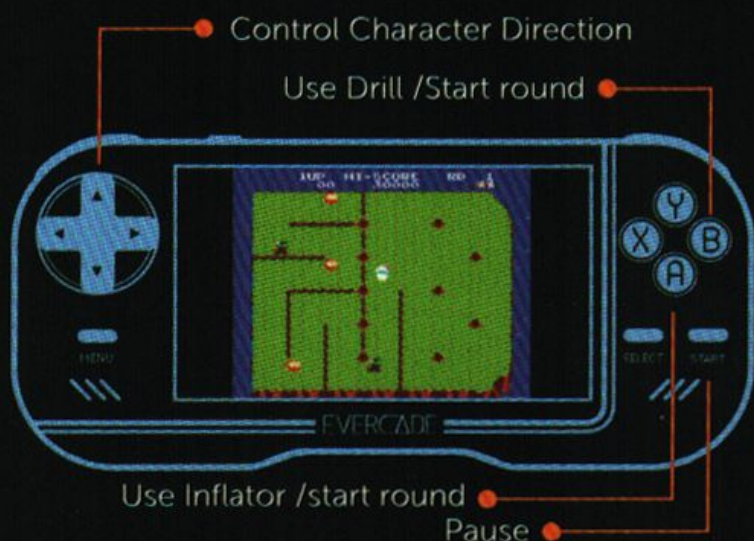 Control Character Direction
Use Drill /Start round
1UP HI-SCORE RD 1
00 30000
Y
X B
A
MENU
SELECT START
EVERCADE
Use Inflator /start round
Pause